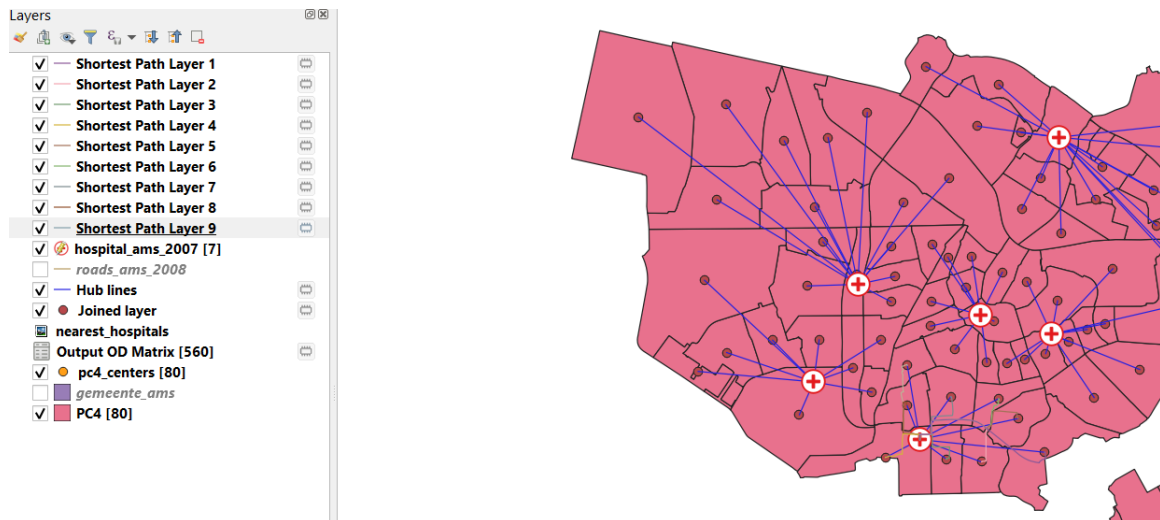 Layers
Shortest Path Layer 1
Shortest Path Layer 2
Shortest Path Layer 3
Shortest Path Layer 4
Shortest Path Layer 5
Shortest Path Layer 6
Shortest Path Layer 7
Shortest Path Layer 8
Shortest Path Layer 9
hospital_ams_2007 [7]
roads_ams_2008
Hub lines
Joined layer
nearest_hospitals
Output OD Matrix [560]
pc4_centers [80]
gemeente_ams
PC4 [80]